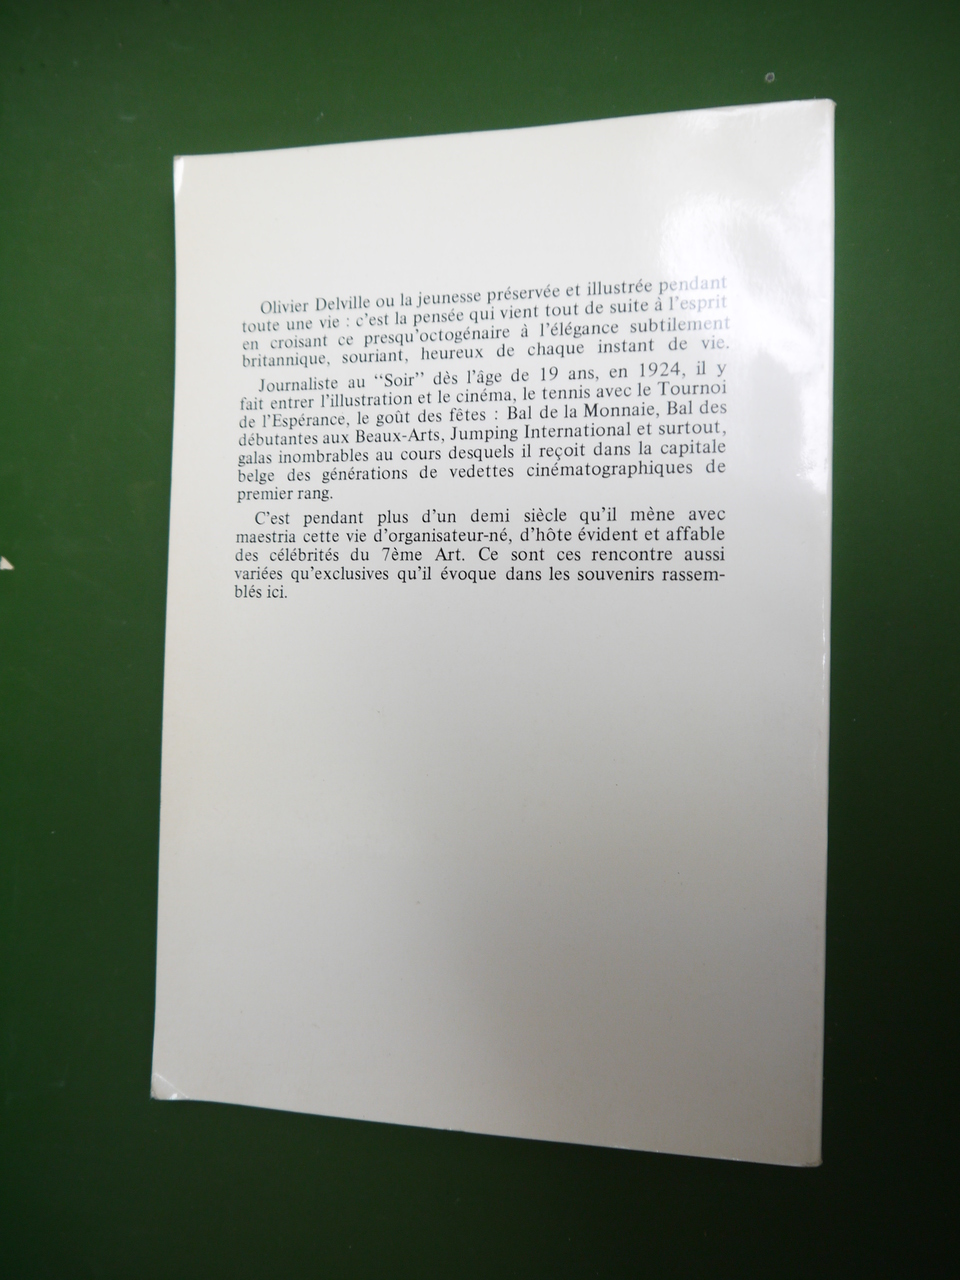 Olivier Delville ou la jeunesse préservée et illustrée pendant
toute une vie : c'est la pensée qui vient tout de suite à l'esprit
en croisant ce presqu'octogénaire à l'élégance subtilement
britannique, souriant, heureux de chaque instant de vie.
Journaliste au "Soir" dès l'âge de 19 ans, en 1924, il y
fait entrer l'illustration et le cinéma, le tennis avec le Tournoi
de l'Espérance, le goût des fêtes : Bal de la Monnaie, Bal des
débutantes aux Beaux-Arts, Jumping International et surtout,
galas inombrables au cours desquels il reçoit dans la capitale
belge des générations de vedettes cinématographiques de
premier rang.
C'est pendant plus d'un demi siècle qu'il mène avec
maestria cette vie d'organisateur-né, d'hôte évident et affable
des célébrités du 7ème Art. Ce sont ces rencontre aussi
variées qu'exclusives qu'il évoque dans les souvenirs rassem-
blés ici.